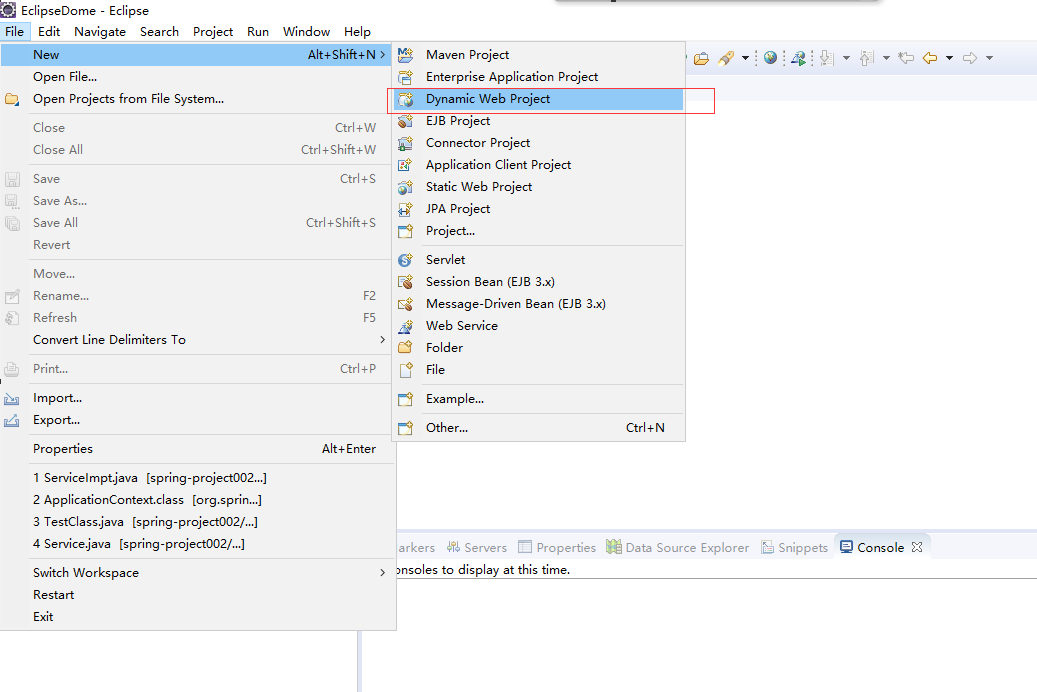 EclipseDome - Eclipse
File Edit Navigate Search Project Run Window Help
New Alt+Shift+N
Open File...
Open Projects from File System...
Close Ctrl+W
Close All Ctrl+Shift+W
Save Ctrl+S
Save As...
Save All Ctrl+Shift+S
Revert
Move...
Rename... F2
Refresh F5
Convert Line Delimiters To
Print... Ctrl+P
Import...
Export...
Properties Alt+Enter
1 ServiceImpt.java [spring-project002...]
2 ApplicationContext.class [org.sprin...]
3 TestClass.java [spring-project002/...]
4 Service.java [spring-project002/...]
Switch Workspace
Restart
Exit
Maven Project
Enterprise Application Project
Dynamic Web Project
EJB Project
Connector Project
Application Client Project
Static Web Project
JPA Project
Project...
Servlet
Session Bean (EJB 3.x)
Message-Driven Bean (EJB 3.x)
Web Service
Folder
File
Example...
Other... Ctrl+N
arkers Servers Properties Data Source Explorer Snippets Console
onsoles to display at this time.